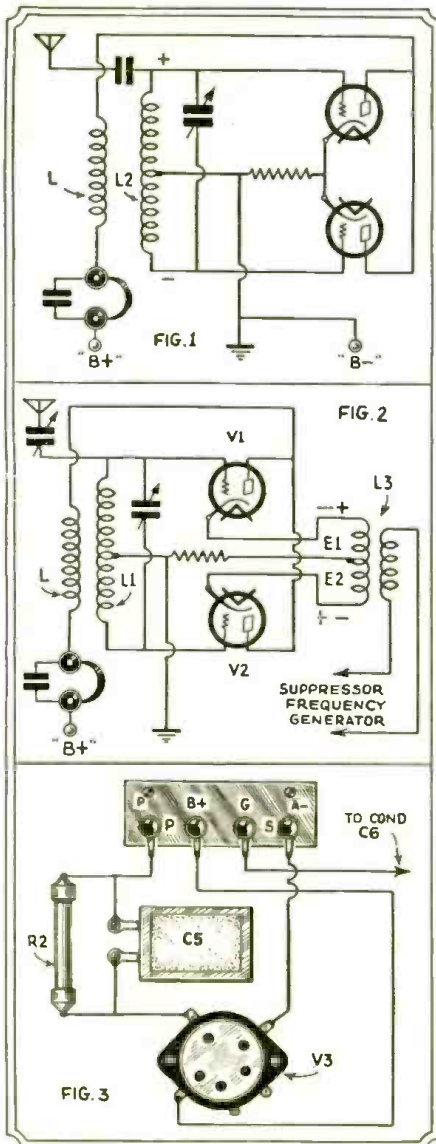 +
L
L2
-
"B+"
FIG.1
"B-"
FIG.2
V1
L3
- +
E1
L
L1
E2
+ -
V2
SUPPRESSOR
FREQUENCY
GENERATOR
"B+"
P B+ G A-
P S
TO COND
C6
R2
C5
V3
FIG.3